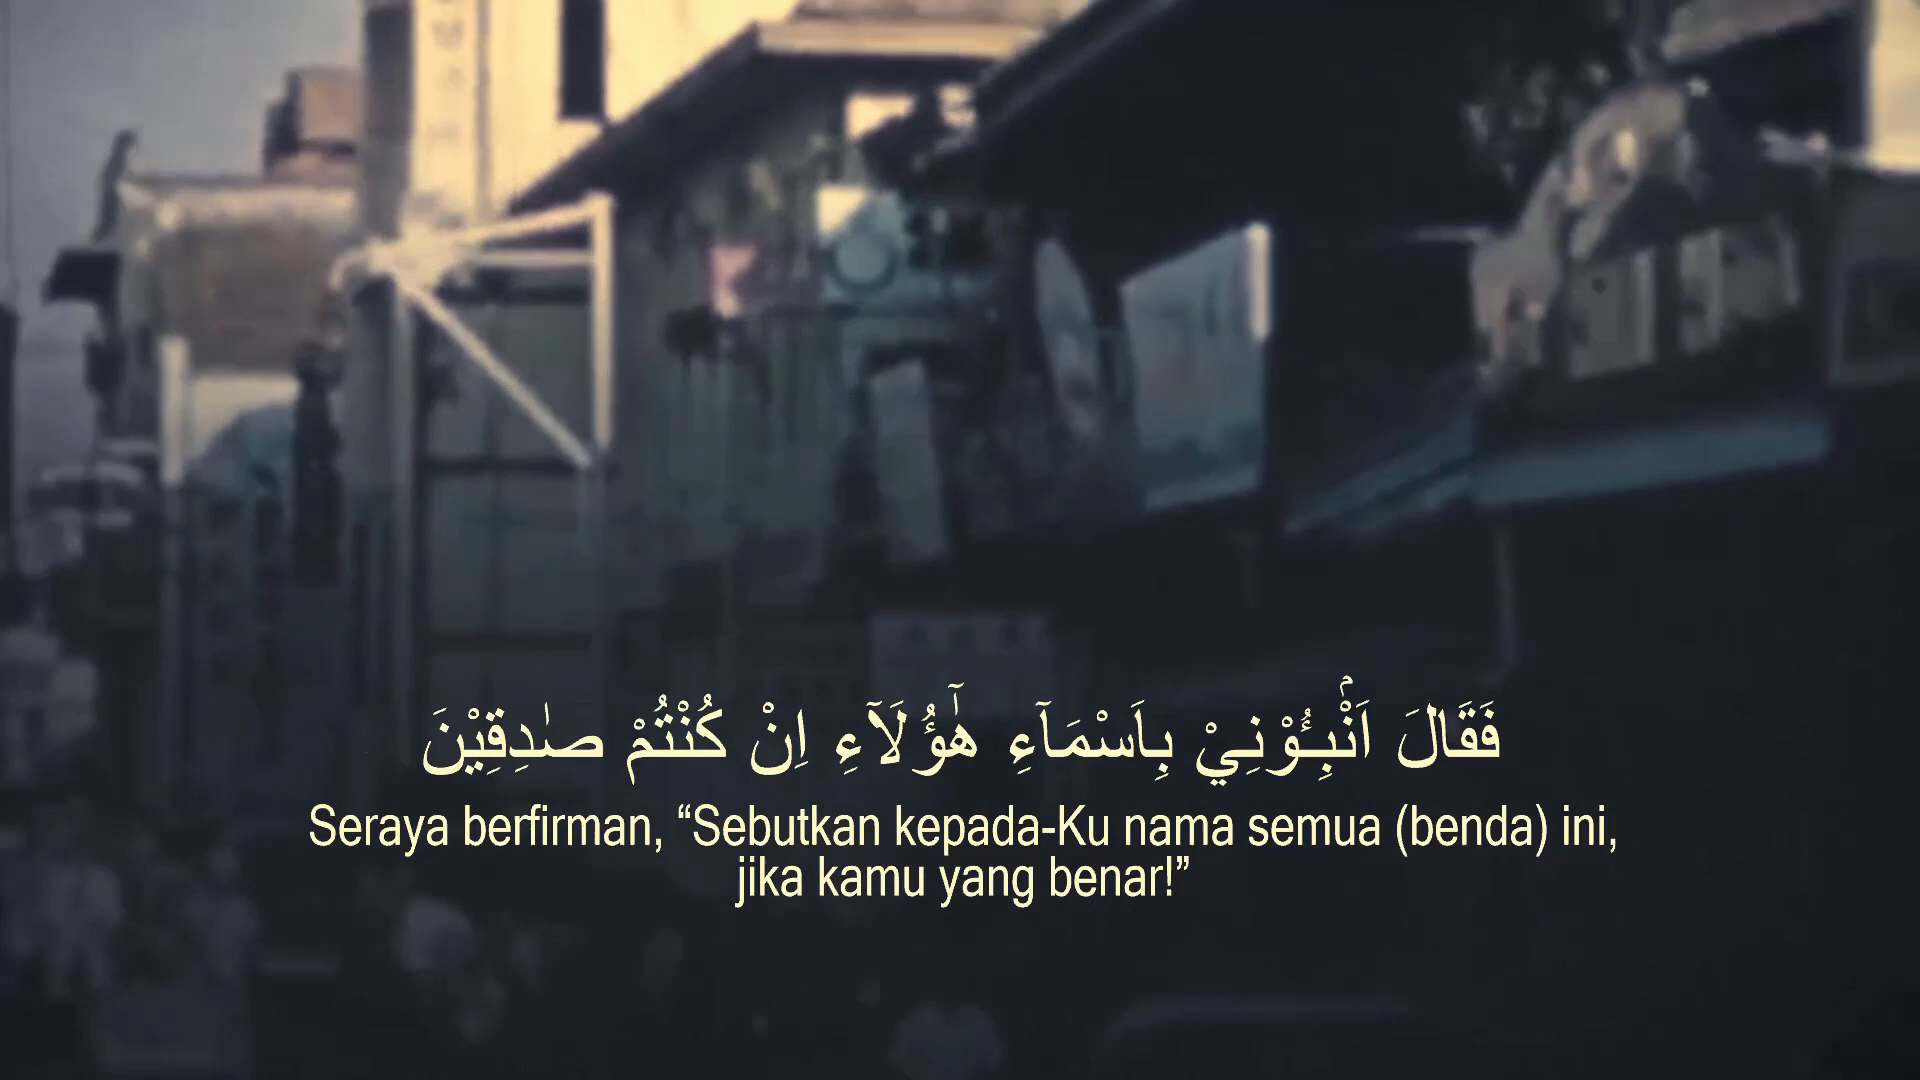 فَقَالَ اَنْۢبِـُٔوْنِيْ بِاَسْمَاۤءِ هٰٓؤُلَاۤءِ اِنْ كُنْتُمْ صٰدِقِيْنَ
Seraya berfirman, “Sebutkan kepada-Ku nama semua (benda) ini,
jika kamu yang benar!”